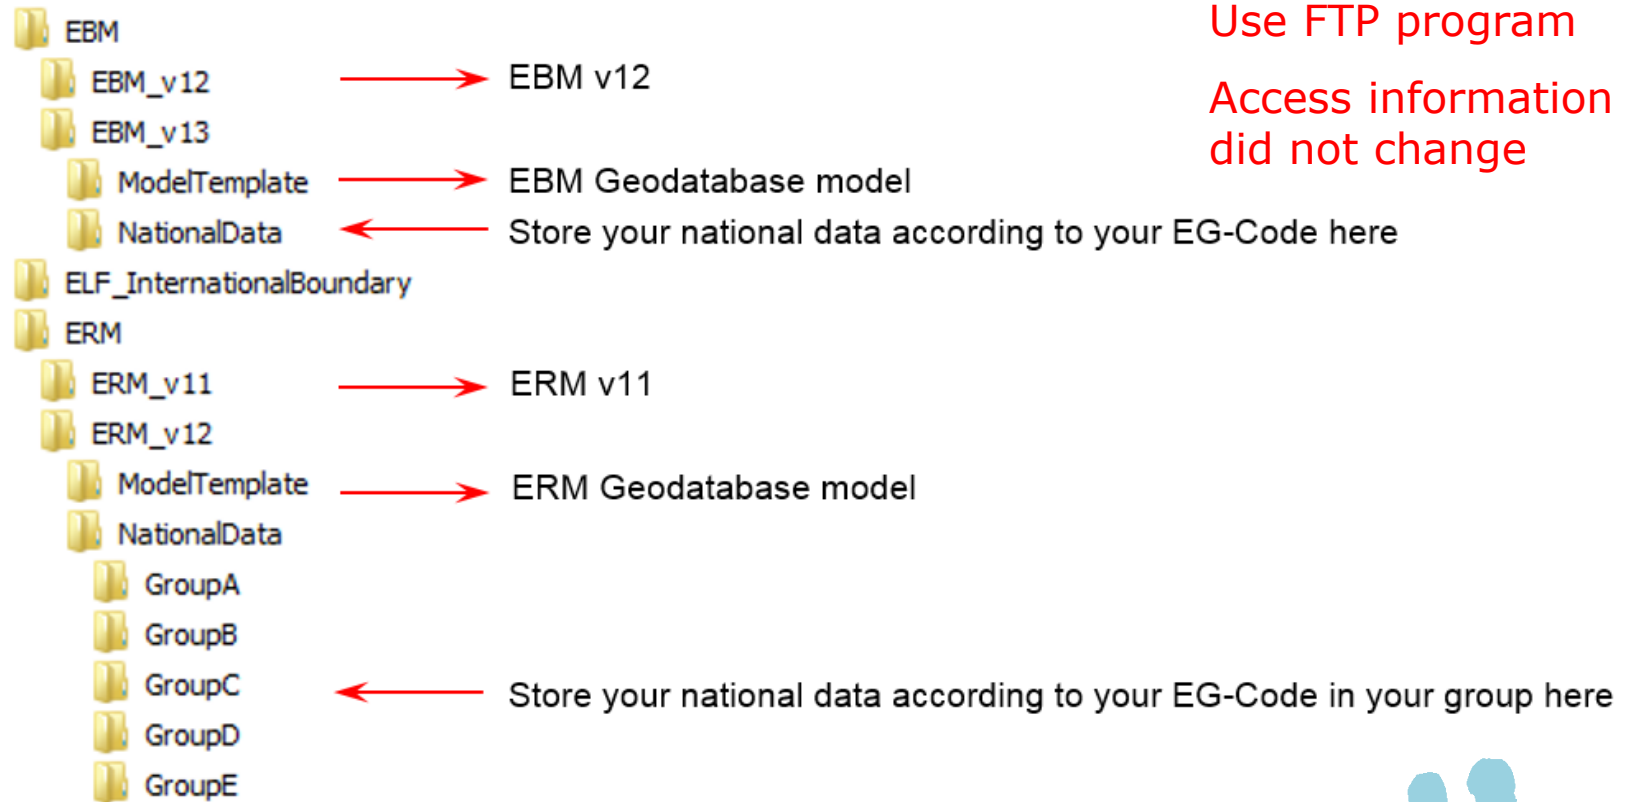 Use FTP program
Access information
did not change
EBM
EBM_v12
EBM v12
EBM_v13
ModelTemplate
EBM Geodatabase model
NationalData
Store your national data according to your EG-Code here
ELF_InternationalBoundary
ERM
ERM_v11
ERM v11
ERM_v12
ModelTemplate
ERM Geodatabase model
NationalData
GroupA
GroupB
GroupC
Store your national data according to your EG-Code in your group here
GroupD
GroupE